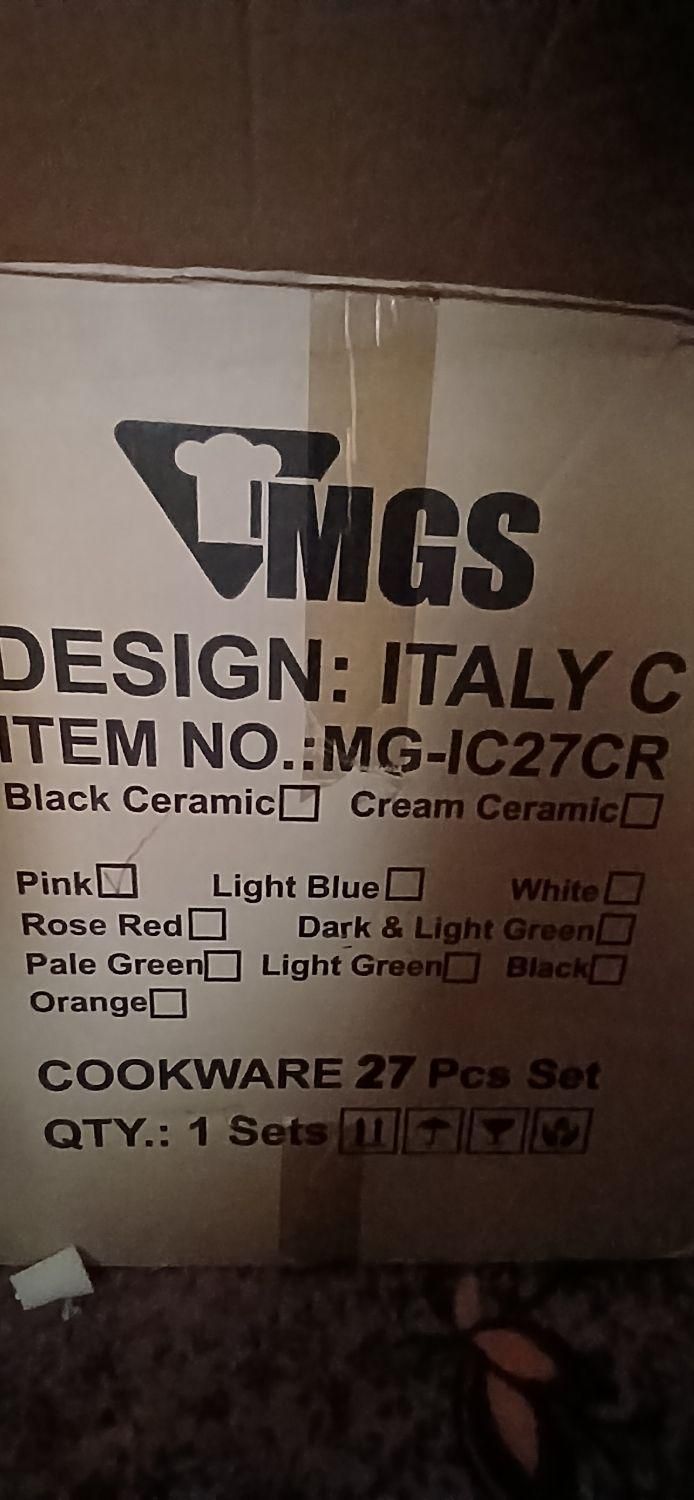 MGS
DESIGN: ITALY C
ITEM NO.:MG-IC27CR
Black Ceramic Cream Ceramic
Pink Light Blue White
Rose Red Dark & Light Green
Pale Green Light Green Black
Orange
COOKWARE 27 Pcs Set
QTY.: 1 Sets